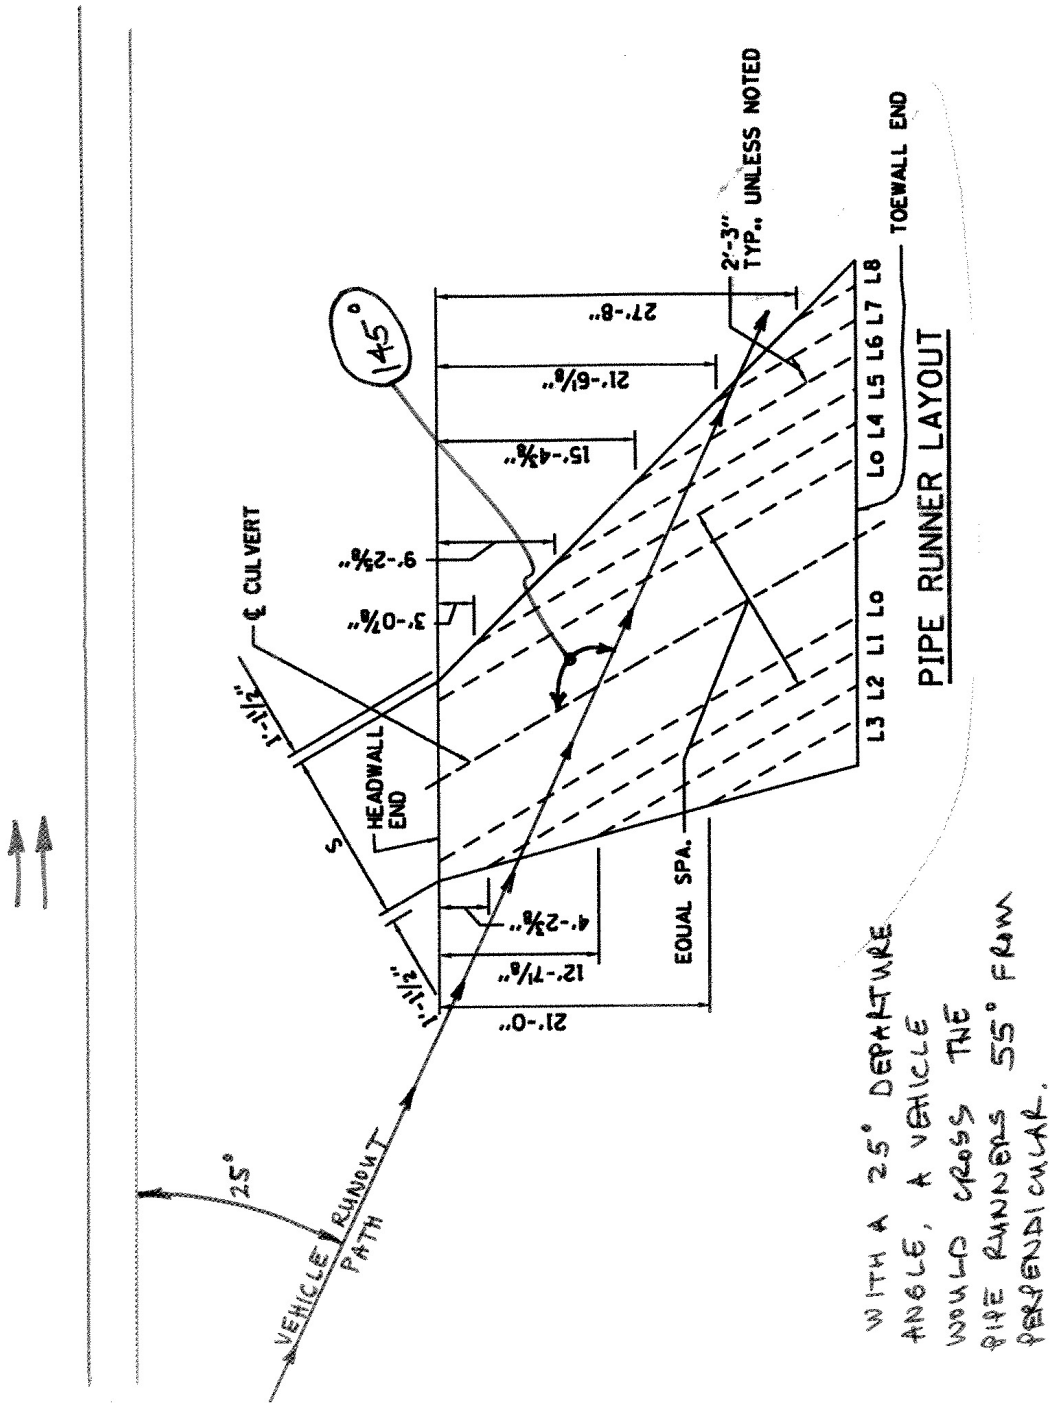 25°
VEHICLE RUNOUT
PATH
1'-1½"
S
1'-1½"
℄ CULVERT
HEADWALL
END
145°
4'-2⅜"
12'-7⅛"
21'-0"
3'-0⅞"
9'-2⅝"
15'-4⅜"
21'-6⅛"
27'-8"
2'-3"
TYP., UNLESS NOTED
EQUAL SPA.
L3 L2 L1 Lo Lo L4 L5 L6 L7 L8
TOEWALL END
PIPE RUNNER LAYOUT
WITH A 25° DEPARTURE
ANGLE, A VEHICLE
WOULD CROSS THE
PIPE RUNNERS 55° FROM
PERPENDICULAR.